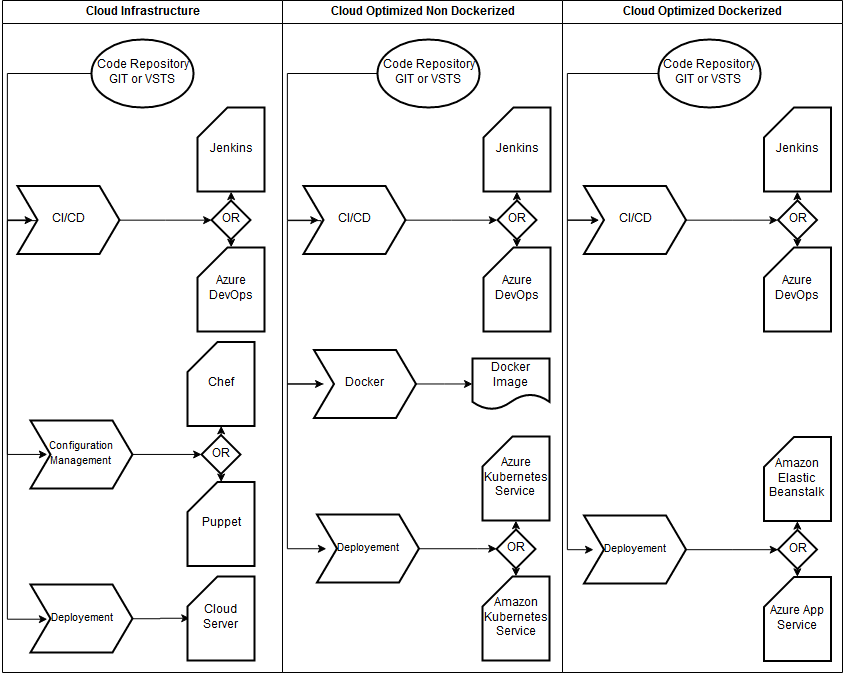 Cloud Infrastructure
Code Repository
GIT or VSTS
Jenkins
CI/CD
OR
Azure
DevOps
Chef
Configuration
Management
OR
Puppet
Deployement
Cloud
Server
Cloud Optimized Non Dockerized
Code Repository
GIT or VSTS
Jenkins
CI/CD
OR
Azure
DevOps
Docker
Docker
Image
Azure
Kubernetes
Service
Deployement
OR
Amazon
Kubernetes
Service
Cloud Optimized Dockerized
Code Repository
GIT or VSTS
Jenkins
CI/CD
OR
Azure
DevOps
Amazon
Elastic
Beanstalk
Deployement
OR
Azure App
Service